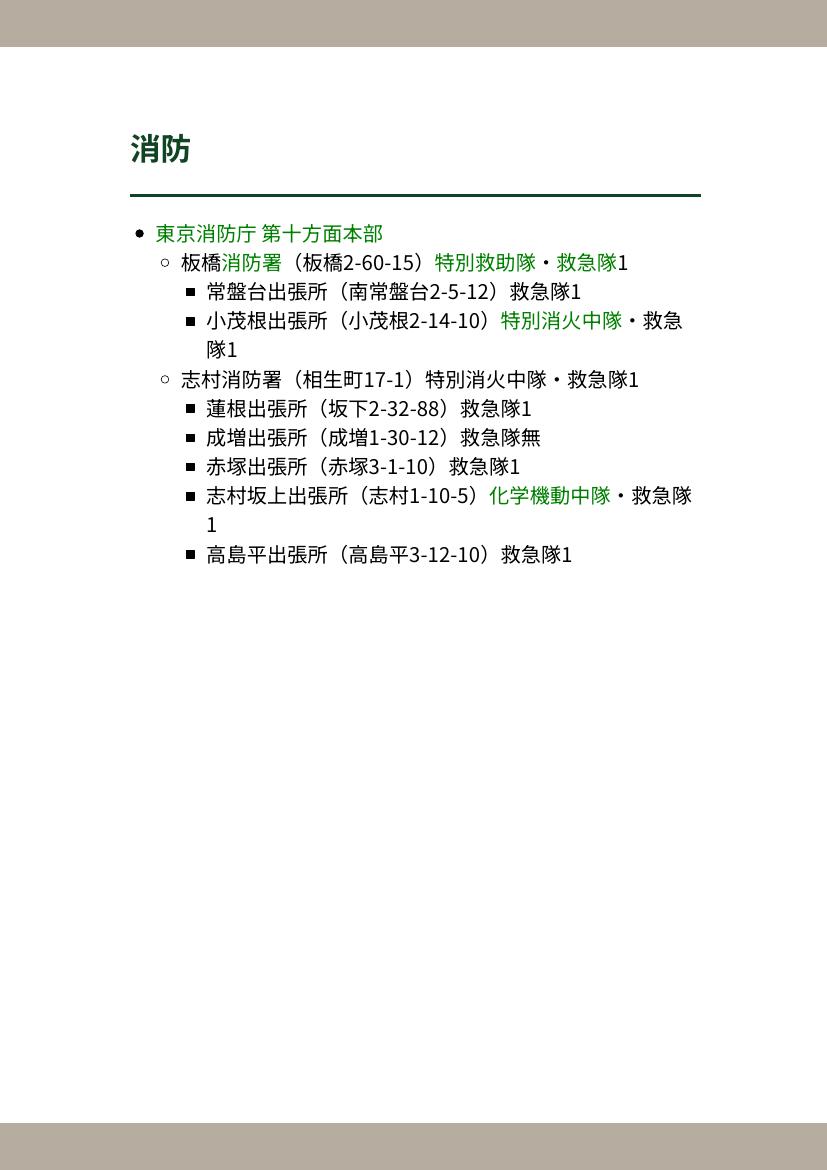 消防
東京消防庁 第十方面本部
板橋消防署（板橋2-60-15）特別救助隊・救急隊1
常盤台出張所（南常盤台2-5-12）救急隊1
小茂根出張所（小茂根2-14-10）特別消火中隊・救急
隊1
志村消防署（相生町17-1）特別消火中隊・救急隊1
蓮根出張所（坂下2-32-88）救急隊1
成増出張所（成増1-30-12）救急隊無
赤塚出張所（赤塚3-1-10）救急隊1
志村坂上出張所（志村1-10-5）化学機動中隊・救急隊
1
高島平出張所（高島平3-12-10）救急隊1